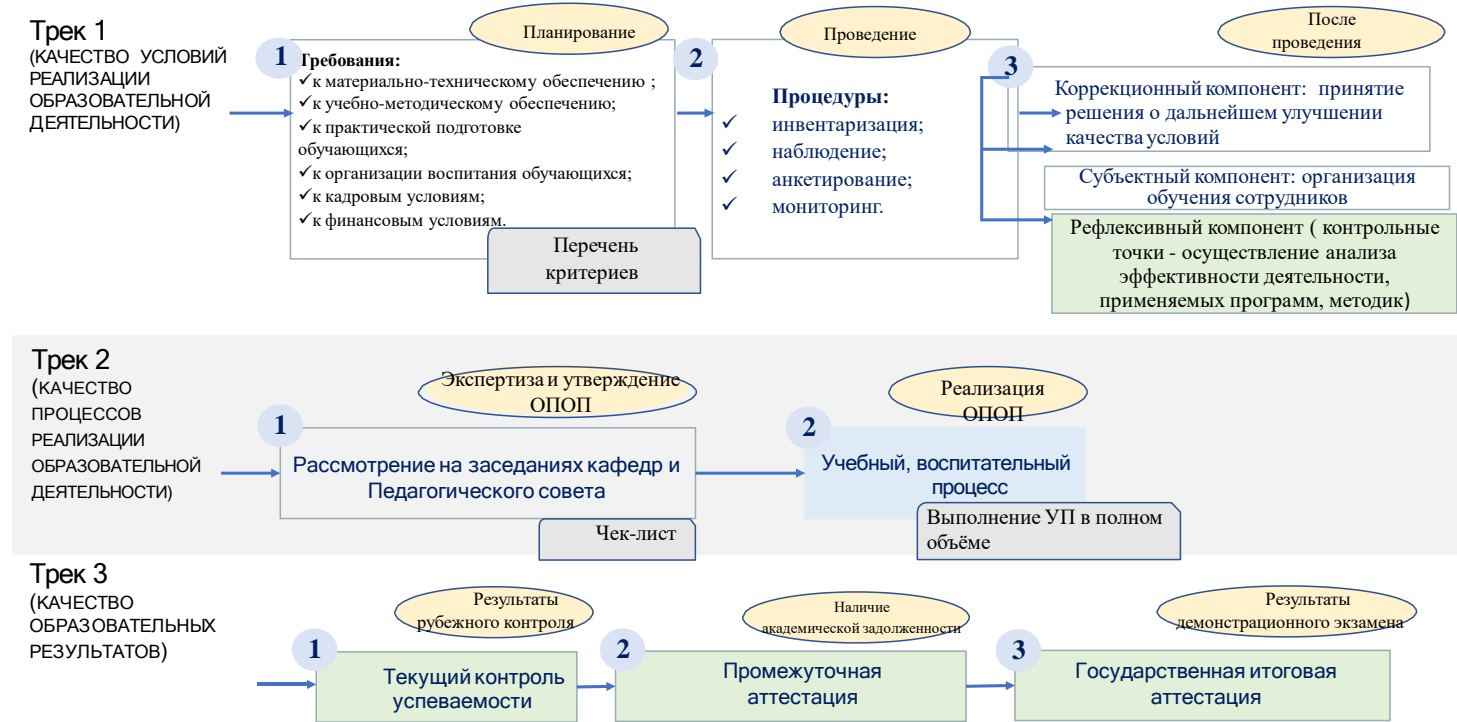 Трек 1
(КАЧЕСТВО УСЛОВИЙ
РЕАЛИЗАЦИИ
ОБРАЗОВАТЕЛЬНОЙ
ДЕЯТЕЛЬНОСТИ)
Планирование
1
Требования:
✓к материально-техническому обеспечению ;
✓к учебно-методическому обеспечению;
✓к практической подготовке
обучающихся;
✓к организации воспитания обучающихся;
✓к кадровым условиям;
✓к финансовым условиям.
Перечень
критериев
Проведение
2
Процедуры:
✓ инвентаризация;
✓ наблюдение;
✓ анкетирование;
✓ мониторинг.
После
проведения
3
Коррекционный компонент: принятие
решения о дальнейшем улучшении
качества условий
Субъектный компонент: организация
обучения сотрудников
Рефлексивный компонент ( контрольные
точки - осуществление анализа
эффективности деятельности,
применяемых программ, методик)
Трек 2
(КАЧЕСТВО
ПРОЦЕССОВ
РЕАЛИЗАЦИИ
ОБРАЗОВАТЕЛЬНОЙ
ДЕЯТЕЛЬНОСТИ)
Экспертиза и утверждение
ОПОП
1
Рассмотрение на заседаниях кафедр и
Педагогического совета
Чек-лист
Реализация
ОПОП
2
Учебный, воспитательный
процесс
Выполнение УП в полном
объёме
Трек 3
(КАЧЕСТВО
ОБРАЗОВАТЕЛЬНЫХ
РЕЗУЛЬТАТОВ)
Результаты
рубежного контроля
1
Текущий контроль
успеваемости
Наличие
академической задолженности
2
Промежуточная
аттестация
Результаты
демонстрационного экзамена
3
Государственная итоговая
аттестация